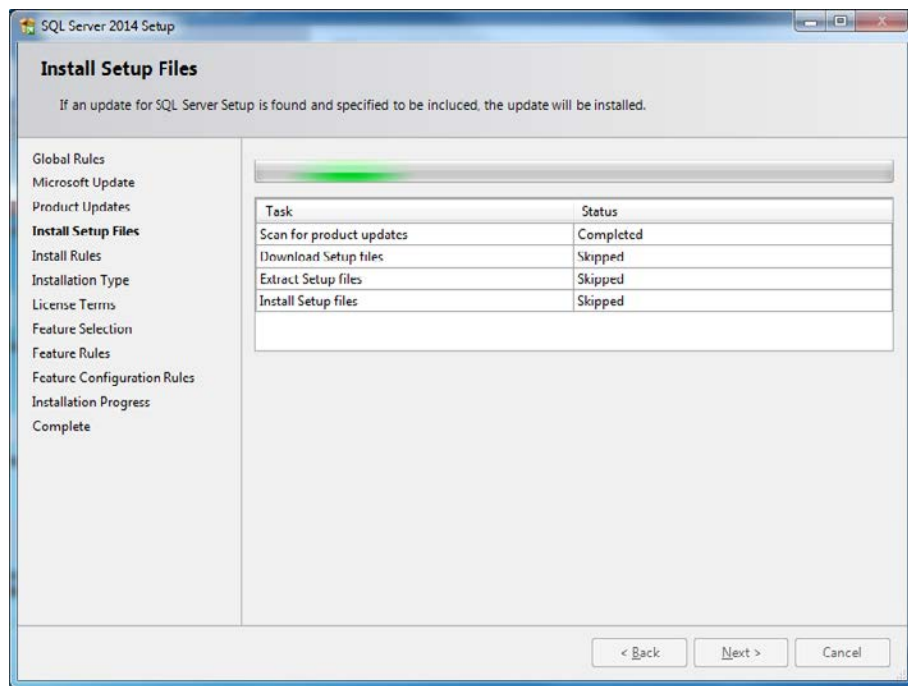 SQL Server 2014 Setup
Install Setup Files
If an update for SQL Server Setup is found and specified to be included, the update will be installed.
Global Rules
Microsoft Update
Product Updates
Install Setup Files
Install Rules
Installation Type
License Terms
Feature Selection
Feature Rules
Feature Configuration Rules
Installation Progress
Complete
Task Status
Scan for product updates Completed
Download Setup files Skipped
Extract Setup files Skipped
Install Setup files Skipped
< Back Next > Cancel